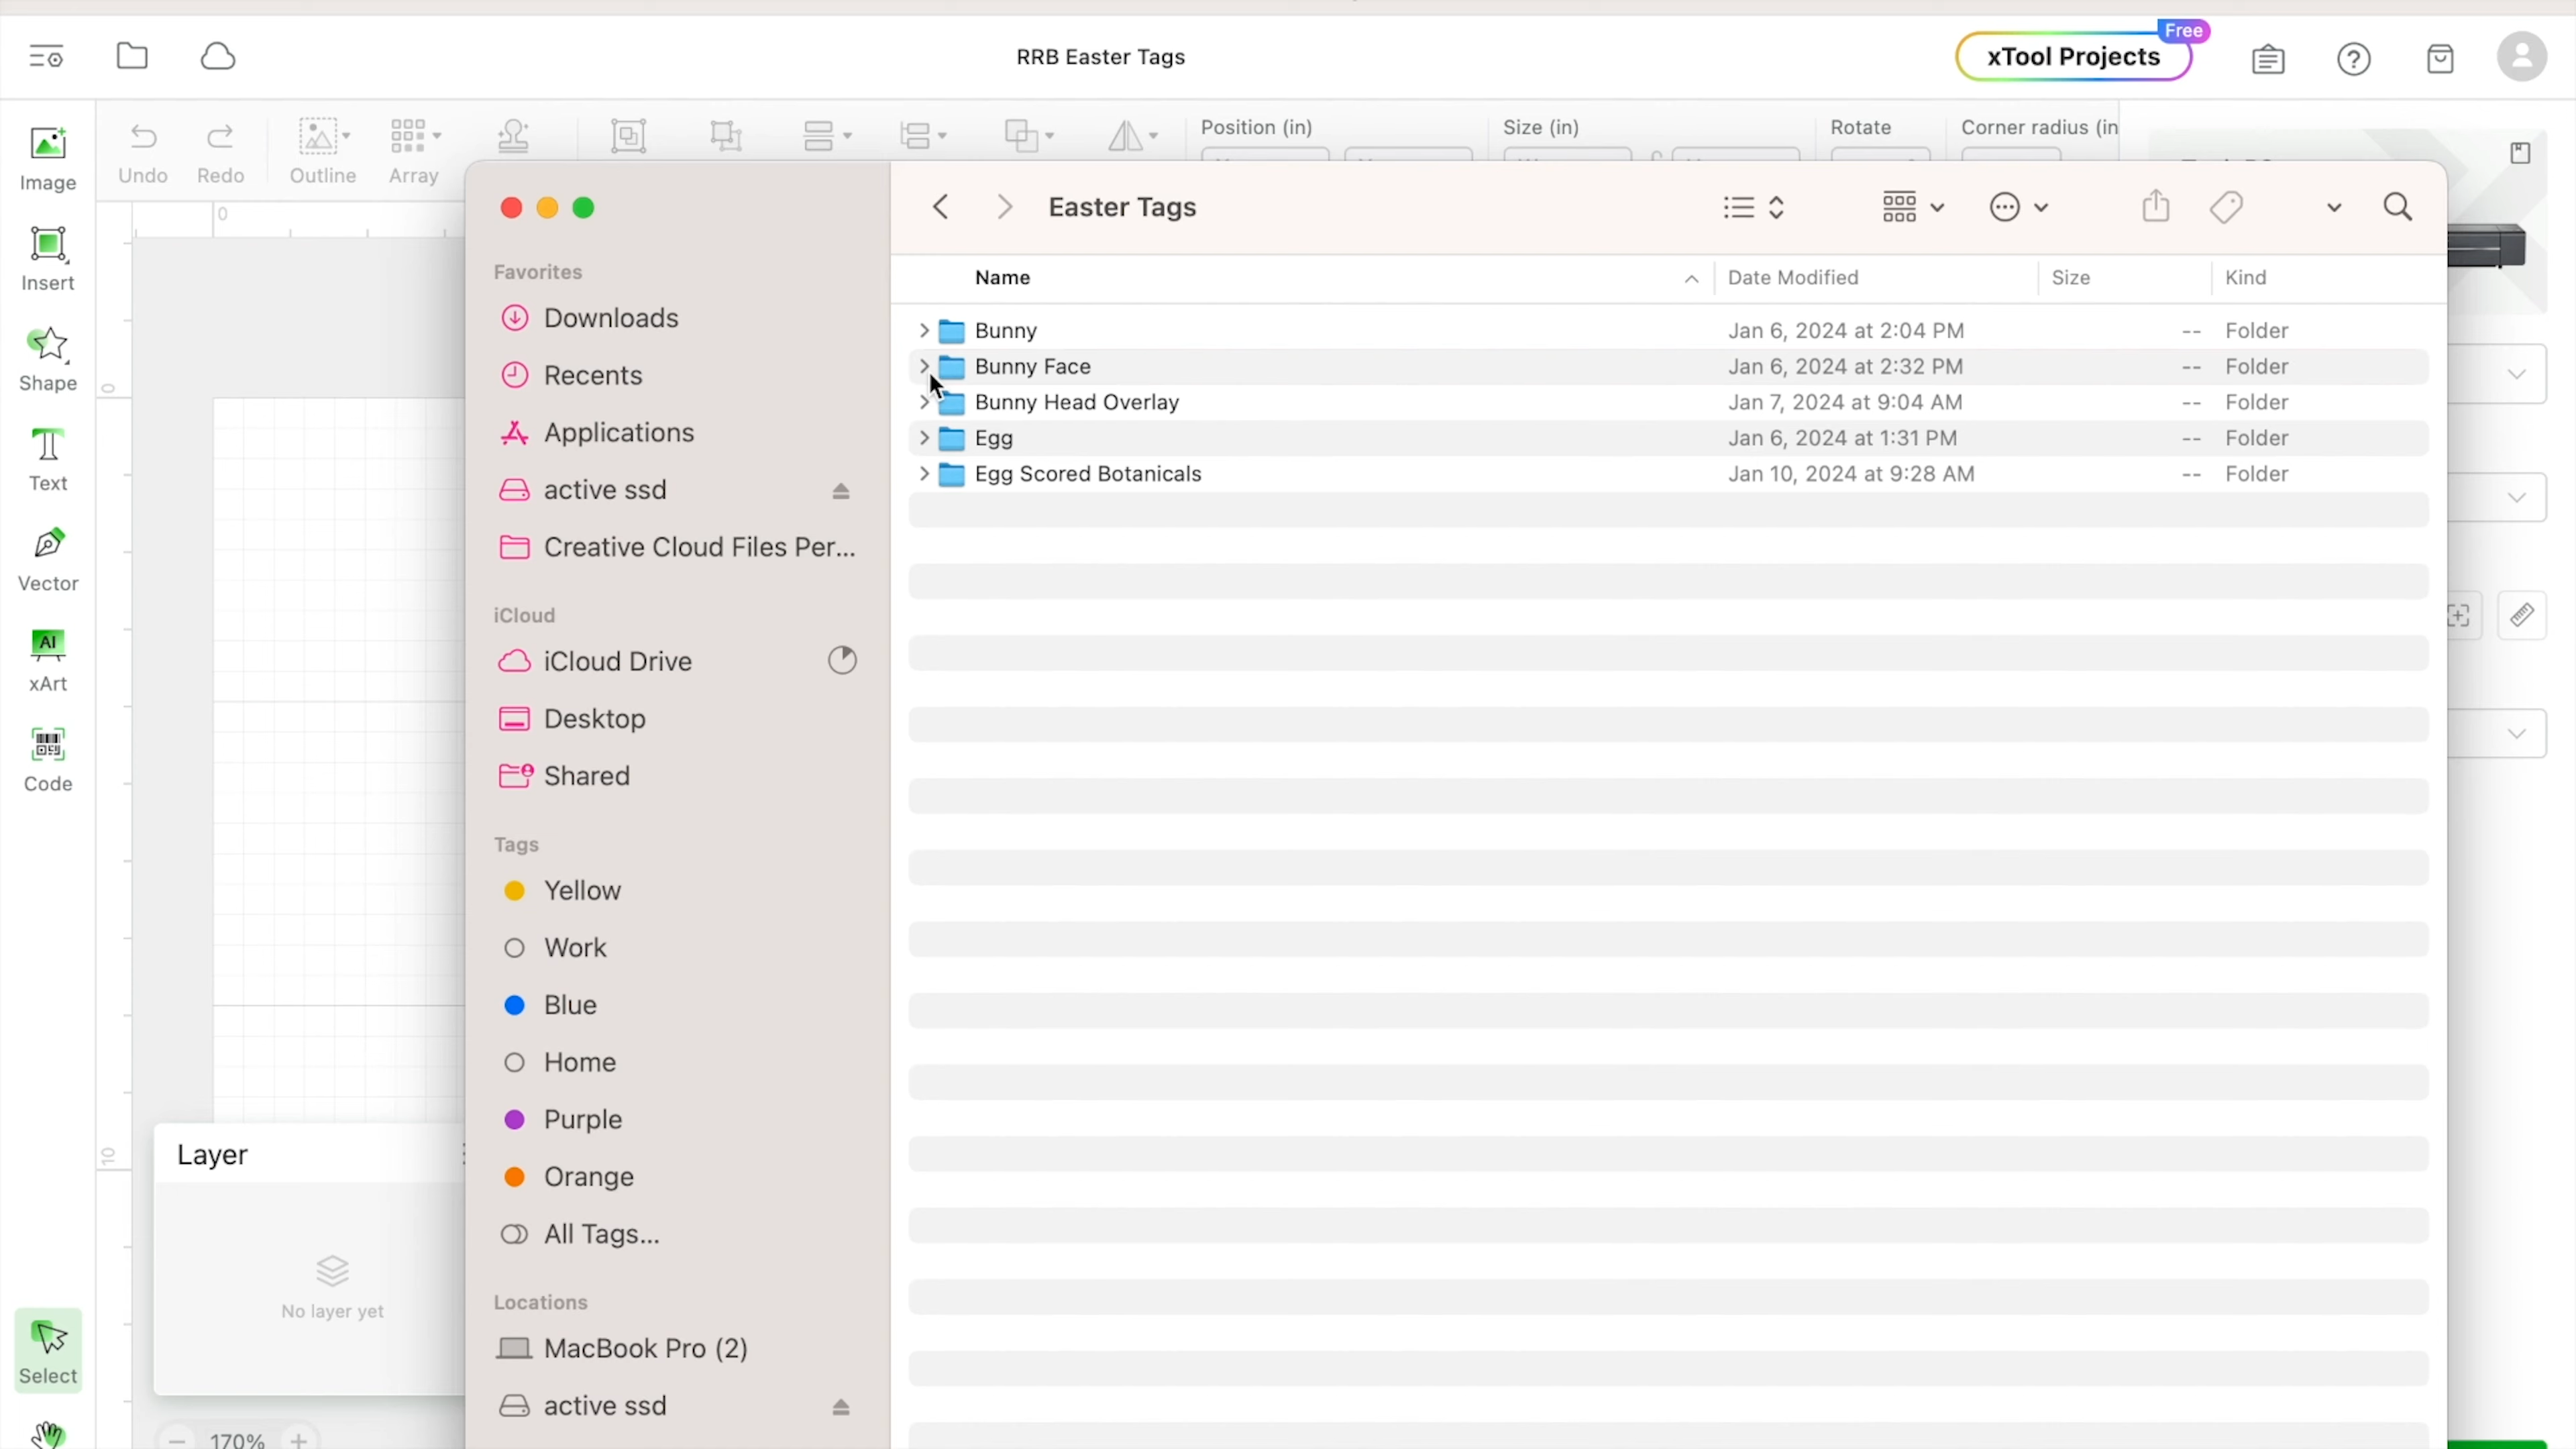 RRB Easter Tags
xTool Projects
Free
Undo
Redo
Outline
Array
Position (in)
Size (in)
Rotate
Corner radius (in
Image
Insert
Shape
Text
Vector
AI
xArt
Code
Select
0
0
10
Layer
No layer yet
170%
Favorites
Downloads
Recents
Applications
active ssd
Creative Cloud Files Per...
iCloud
iCloud Drive
Desktop
Shared
Tags
Yellow
Work
Blue
Home
Purple
Orange
All Tags...
Locations
MacBook Pro (2)
active ssd
Easter Tags
Name Date Modified Size Kind
Bunny Jan 6, 2024 at 2:04 PM -- Folder
Bunny Face Jan 6, 2024 at 2:32 PM -- Folder
Bunny Head Overlay Jan 7, 2024 at 9:04 AM -- Folder
Egg Jan 6, 2024 at 1:31 PM -- Folder
Egg Scored Botanicals Jan 10, 2024 at 9:28 AM -- Folder